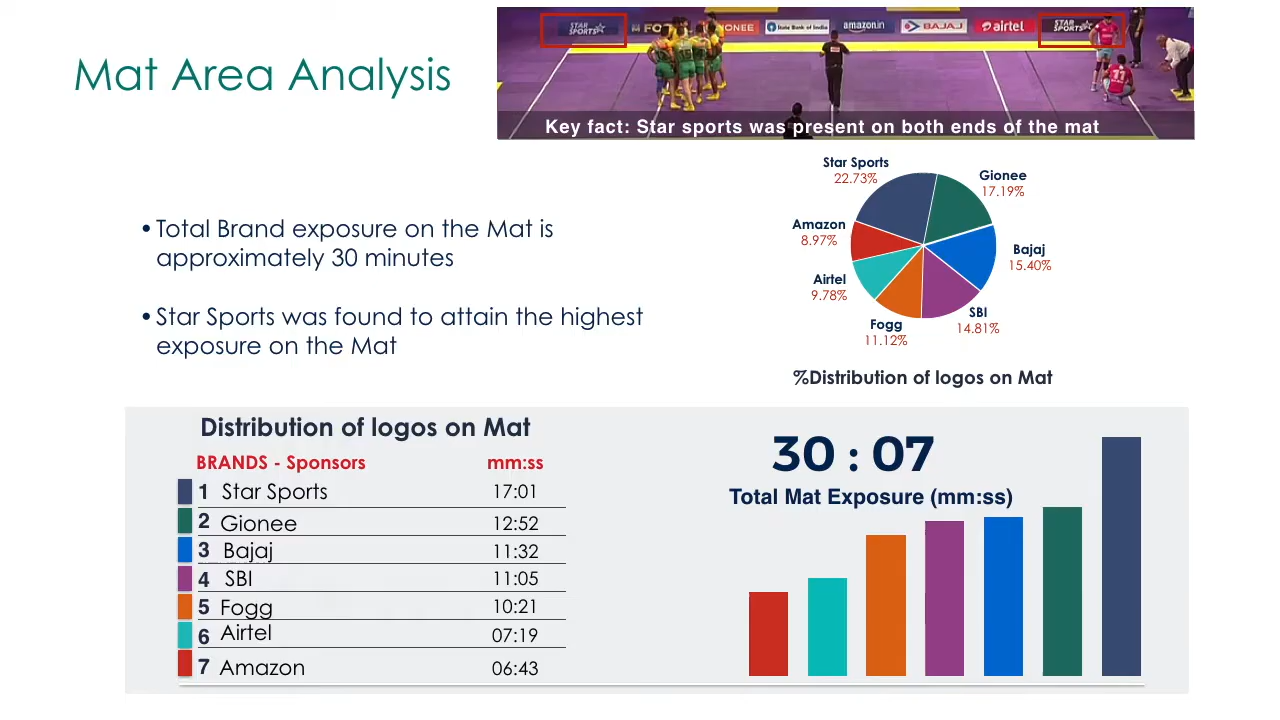 Mat Area Analysis
STAR SPORTS
FOGG
GIONEE
State Bank of India
amazon.in
BAJAJ
airtel
STAR SPORTS
Key fact: Star sports was present on both ends of the mat
•Total Brand exposure on the Mat is
approximately 30 minutes
•Star Sports was found to attain the highest
exposure on the Mat
Star Sports
22.73%
Gionee
17.19%
Amazon
8.97%
Bajaj
15.40%
Airtel
9.78%
SBI
14.81%
Fogg
11.12%
%Distribution of logos on Mat
Distribution of logos on Mat
BRANDS - Sponsors mm:ss
1 Star Sports 17:01
2 Gionee 12:52
3 Bajaj 11:32
4 SBI 11:05
5 Fogg 10:21
6 Airtel 07:19
7 Amazon 06:43
30 : 07
Total Mat Exposure (mm:ss)